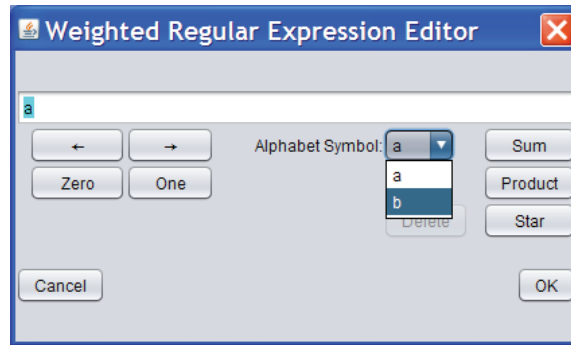 Weighted Regular Expression Editor
a
← → Alphabet Symbol: a Sum
Zero One a Product
b
Delete Star
Cancel OK